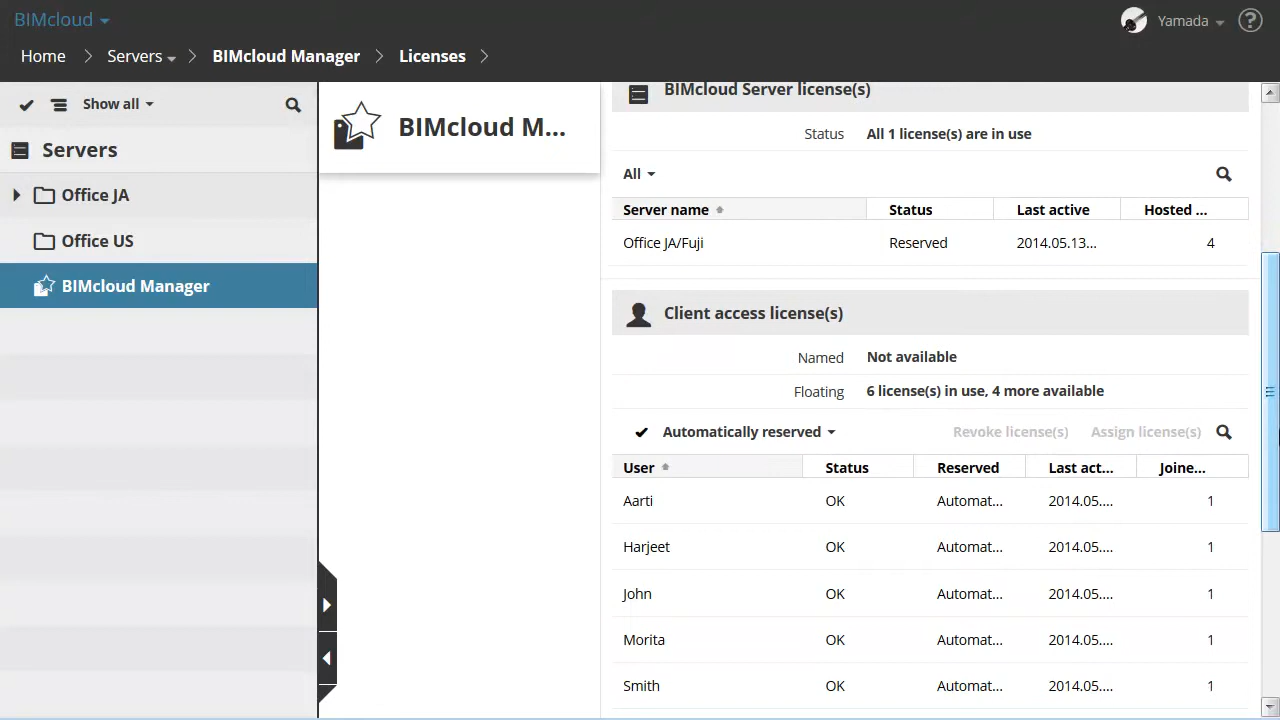 BIMcloud
Yamada
Home Servers BIMcloud Manager Licenses
Show all
Servers
Office JA
Office US
BIMcloud Manager
BIMcloud M...
BIMcloud Server license(s)
Status All 1 license(s) are in use
All
Server name Status Last active Hosted ...
Office JA/Fuji Reserved 2014.05.13... 4
Client access license(s)
Named Not available
Floating 6 license(s) in use, 4 more available
Automatically reserved Revoke license(s) Assign license(s)
User Status Reserved Last act... Joine...
Aarti OK Automat... 2014.05.... 1
Harjeet OK Automat... 2014.05.... 1
John OK Automat... 2014.05.... 1
Morita OK Automat... 2014.05.... 1
Smith OK Automat... 2014.05.... 1